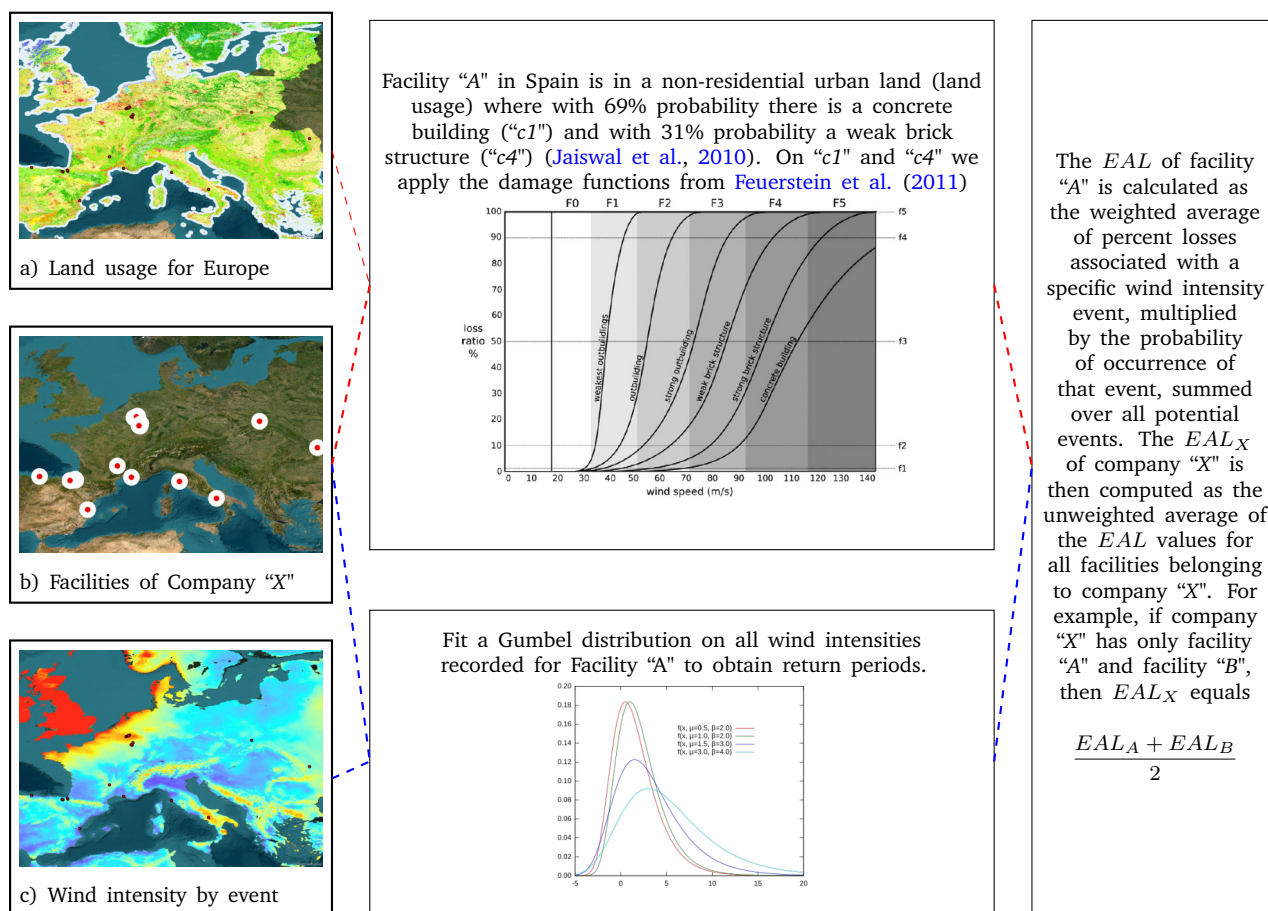 a) Land usage for Europe
b) Facilities of Company “X"
c) Wind intensity by event
Facility “A" in Spain is in a non-residential urban land (land
usage) where with 69% probability there is a concrete
building (“c1") and with 31% probability a weak brick
structure (“c4") (Jaiswal et al., 2010). On “c1" and “c4" we
apply the damage functions from Feuerstein et al. (2011)
F0 F1 F2 F3 F4 F5
100
90
80
70
60
50
40
30
20
10
0
loss
ratio
%
weakest outbuildings
outbuilding
strong outbuilding
weak brick structure
strong brick structure
concrete building
f5
f4
f3
f2
f1
0 10 20 30 40 50 60 70 80 90 100 110 120 130 140
wind speed (m/s)
Fit a Gumbel distribution on all wind intensities
recorded for Facility “A" to obtain return periods.
0.20
0.18
0.16
0.14
0.12
0.10
0.08
0.06
0.04
0.02
0.00
f(x, μ=0.5, β=2.0)
f(x, μ=1.0, β=2.0)
f(x, μ=1.5, β=3.0)
f(x, μ=3.0, β=4.0)
-5 0 5 10 15 20
The EAL of facility
“A" is calculated as
the weighted average
of percent losses
associated with a
specific wind intensity
event, multiplied
by the probability
of occurrence of
that event, summed
over all potential
events. The EAL_X
of company “X" is
then computed as the
unweighted average of
the EAL values for
all facilities belonging
to company “X". For
example, if company
“X" has only facility
“A" and facility “B",
then EAL_X equals
EAL_A + EAL_B
2